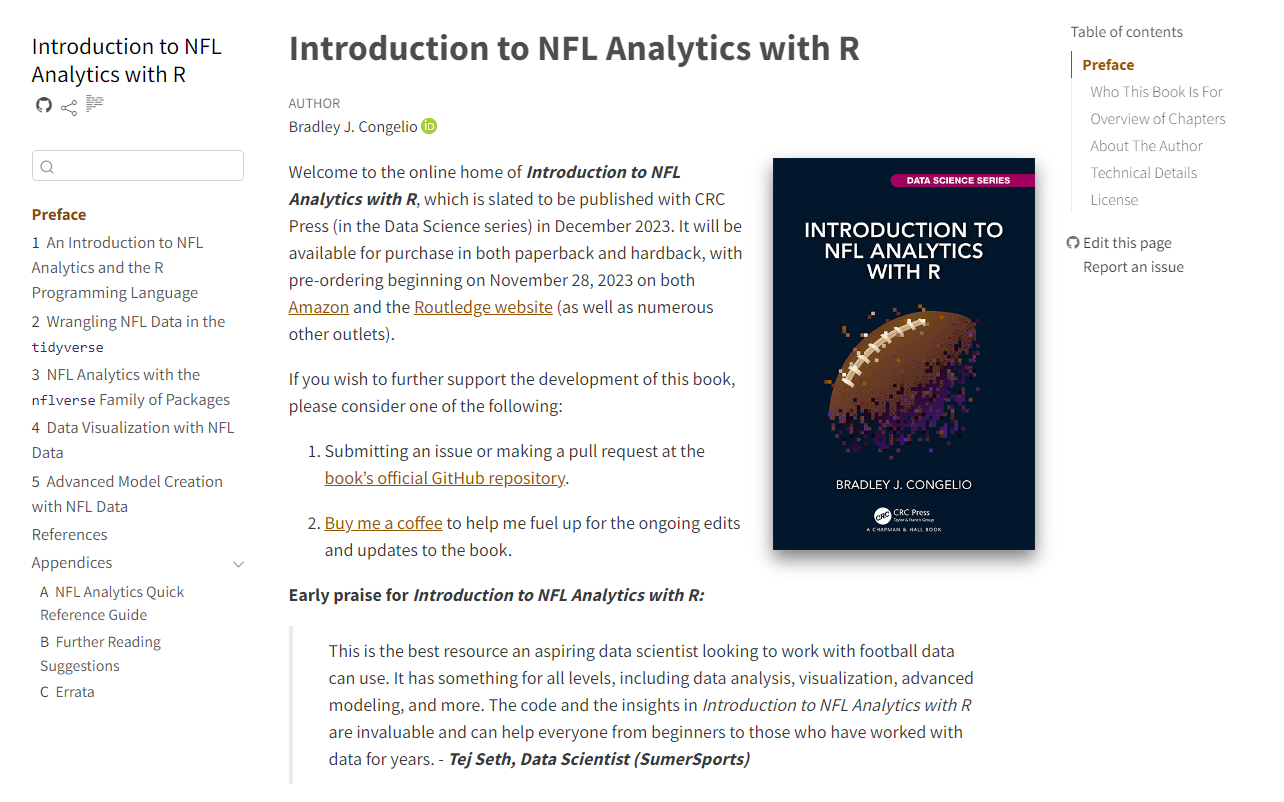 Introduction to NFL
Analytics with R
Preface
1 An Introduction to NFL
Analytics and the R
Programming Language
2 Wrangling NFL Data in the
tidyverse
3 NFL Analytics with the
nflverse Family of Packages
4 Data Visualization with NFL
Data
5 Advanced Model Creation
with NFL Data
References
Appendices
A NFL Analytics Quick
Reference Guide
B Further Reading
Suggestions
C Errata
Introduction to NFL Analytics with R
AUTHOR
Bradley J. Congelio iD
Welcome to the online home of Introduction to NFL
Analytics with R, which is slated to be published with CRC
Press (in the Data Science series) in December 2023. It will be
available for purchase in both paperback and hardback, with
pre-ordering beginning on November 28, 2023 on both
Amazon and the Routledge website (as well as numerous
other outlets).
If you wish to further support the development of this book,
please consider one of the following:
1. Submitting an issue or making a pull request at the
book’s official GitHub repository.
2. Buy me a coffee to help me fuel up for the ongoing edits
and updates to the book.
DATA SCIENCE SERIES
INTRODUCTION TO
NFL ANALYTICS
WITH R
BRADLEY J. CONGELIO
CRC
CRC Press
Taylor & Francis Group
A CHAPMAN & HALL BOOK
Early praise for Introduction to NFL Analytics with R:
This is the best resource an aspiring data scientist looking to work with football data
can use. It has something for all levels, including data analysis, visualization, advanced
modeling, and more. The code and the insights in Introduction to NFL Analytics with R
are invaluable and can help everyone from beginners to those who have worked with
data for years. - Tej Seth, Data Scientist (SumerSports)
Table of contents
Preface
Who This Book Is For
Overview of Chapters
About The Author
Technical Details
License
Edit this page
Report an issue